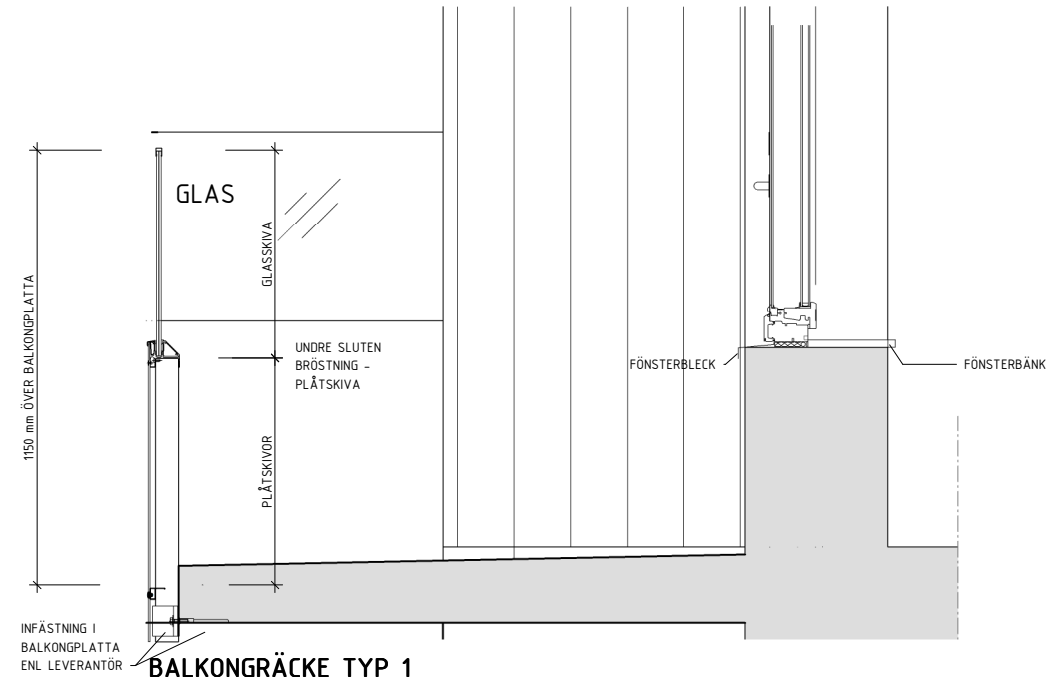 GLAS
1150 mm ÖVER BALKONGPLATTA
GLASSKIVA
UNDRE SLUTEN
BRÖSTNING -
PLÅTSKIVA
FÖNSTERBLECK
FÖNSTERBÄNK
PLÅTSKIVOR
INFÄSTNING I
BALKONGPLATTA
ENL LEVERANTÖR
BALKONGRÄCKE TYP 1